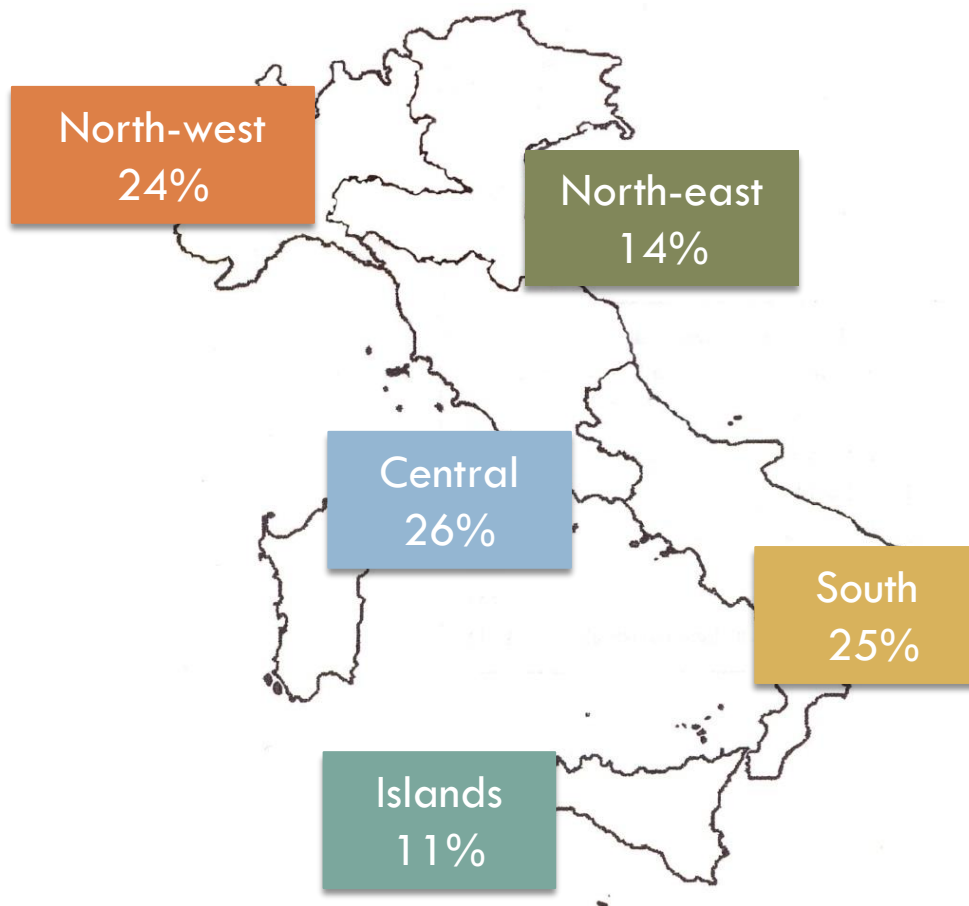 North-west
24%
North-east
14%
Central
26%
South
25%
Islands
11%